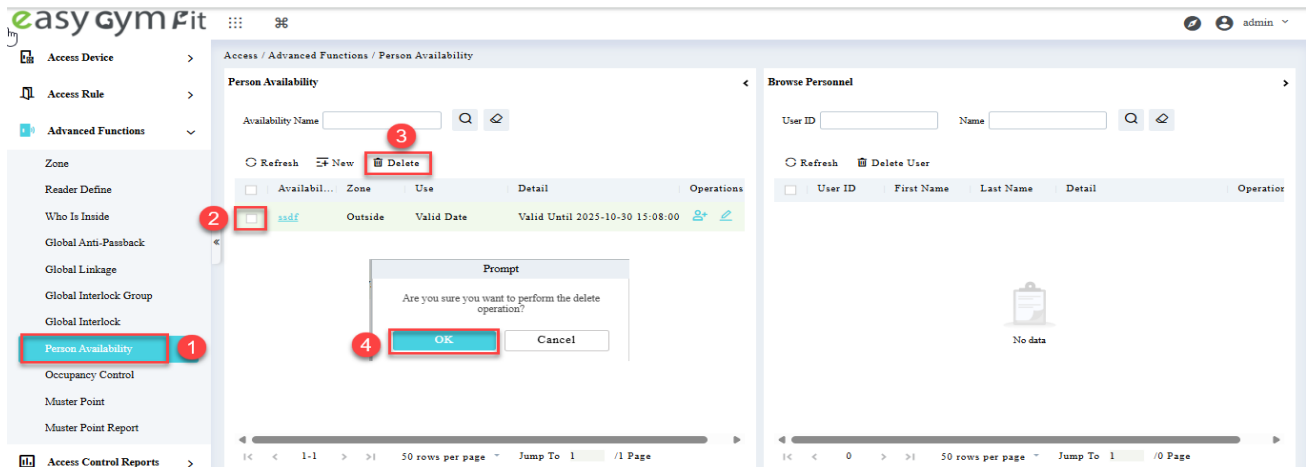 easy Gym Fit
admin
Access Device
Access Rule
Advanced Functions
Zone
Reader Define
Who Is Inside
Global Anti-Passback
Global Linkage
Global Interlock Group
Global Interlock
Person Availability
1
Occupancy Control
Muster Point
Muster Point Report
Access Control Reports
Access / Advanced Functions / Person Availability
Person Availability
Availability Name
3
Refresh New Delete
Availabil... Zone Use Detail Operations
2
ssdf Outside Valid Date Valid Until 2025-10-30 15:08:00
Prompt
Are you sure you want to perform the delete
operation?
4
OK Cancel
1-1 50 rows per page Jump To 1 /1 Page
Browse Personnel
User ID Name
Refresh Delete User
User ID First Name Last Name Detail Operation
No data
0 50 rows per page Jump To 1 /0 Page